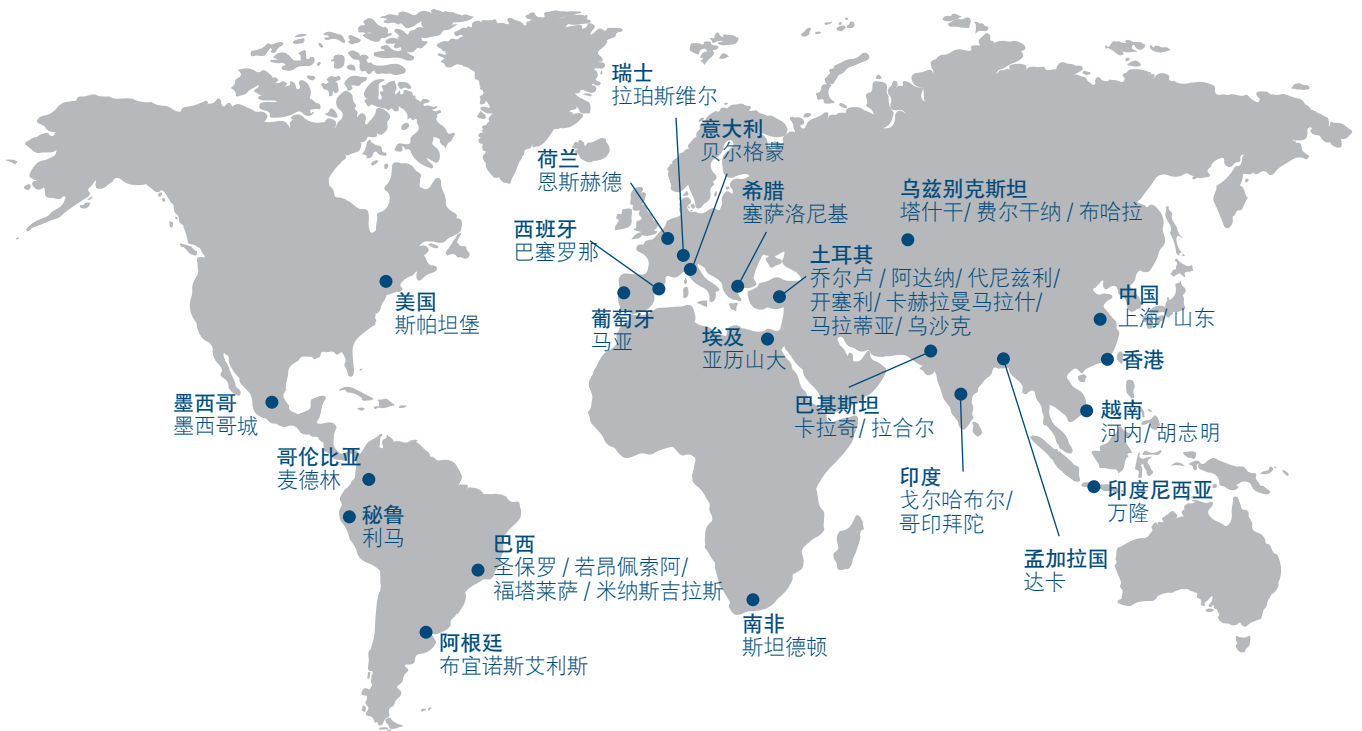 瑞士
拉珀斯维尔
意大利
贝尔格蒙
荷兰
恩斯赫德
希腊
塞萨洛尼基
乌兹别克斯坦
塔什干/ 费尔干纳 / 布哈拉
西班牙
巴塞罗那
土耳其
乔尔卢 / 阿达纳/ 代尼兹利/
开塞利/ 卡赫拉曼马拉什/
马拉蒂亚/ 乌沙克
美国
斯帕坦堡
葡萄牙
马亚
埃及
亚历山大
中国
上海/ 山东
香港
墨西哥
墨西哥城
巴基斯坦
卡拉奇/ 拉合尔
越南
河内/ 胡志明
哥伦比亚
麦德林
印度
戈尔哈布尔/
哥印拜陀
印度尼西亚
万隆
秘鲁
利马
巴西
圣保罗 / 若昂佩索阿/
福塔莱萨 / 米纳斯吉拉斯
孟加拉国
达卡
南非
斯坦德顿
阿根廷
布宜诺斯艾利斯